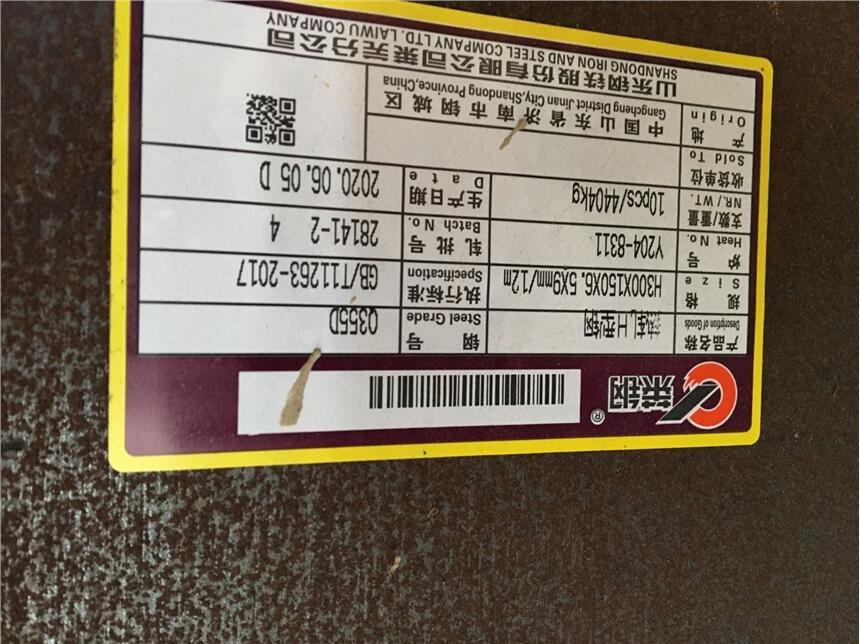 莱钢®
产品名称 热轧H型钢 钢号 Q355D
Description of Goods Steel Grade
规格 H300X150X6.5X9mm/12m 执行标准 GB/T11263-2017
Size Specification
炉号 Y204-8311 轧批号 28141-2 4
Heat No. Batch No.
支数/重量 10pcs/4404kg 生产日期 2020.06.05 D
NR./WT. Date
收货单位
Sold To
产地 中国山东省济南市钢城区
Origin Gangcheng District Jinan City,Shandong Province,China
山东钢铁股份有限公司莱芜分公司
SHANDONG IRON AND STEEL COMPANY LTD. LAIWU COMPANY